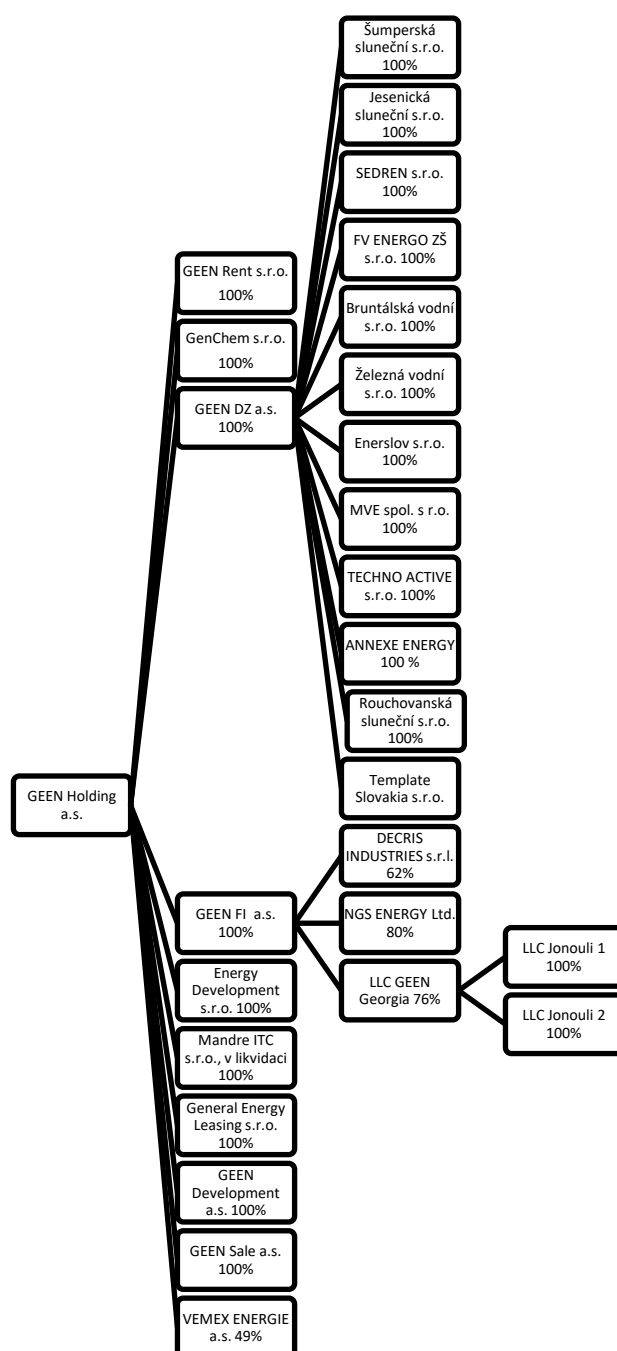 Šumperská
sluneční s.r.o.
100%
Jesenická
sluneční s.r.o.
100%
SEDREN s.r.o.
100%
FV ENERGO ZŠ
s.r.o. 100%
GEEN Rent s.r.o.
100%
Bruntálská vodní
s.r.o. 100%
GenChem s.r.o.
100%
Železná vodní
s.r.o. 100%
GEEN DZ a.s.
100%
Enerslov s.r.o.
100%
MVE spol. s r.o.
100%
TECHNO ACTIVE
s.r.o. 100%
ANNEXE ENERGY
100 %
Rouchovanská
sluneční s.r.o.
100%
Template
Slovakia s.r.o.
GEEN Holding
a.s.
DECRIS
INDUSTRIES s.r.l.
62%
GEEN FI a.s.
100%
NGS ENERGY Ltd.
80%
LLC GEEN
Georgia 76%
LLC Jonouli 1
100%
LLC Jonouli 2
100%
Energy
Development
s.r.o. 100%
Mandre ITC
s.r.o., v likvidaci
100%
General Energy
Leasing s.r.o.
100%
GEEN
Development
a.s. 100%
GEEN Sale a.s.
100%
VEMEX ENERGIE
a.s. 49%